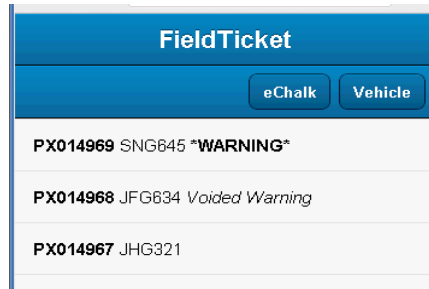 FieldTicket
eChalk Vehicle
PX014969 SNG645 *WARNING*
PX014968 JFG634 Voided Warning
PX014967 JHG321